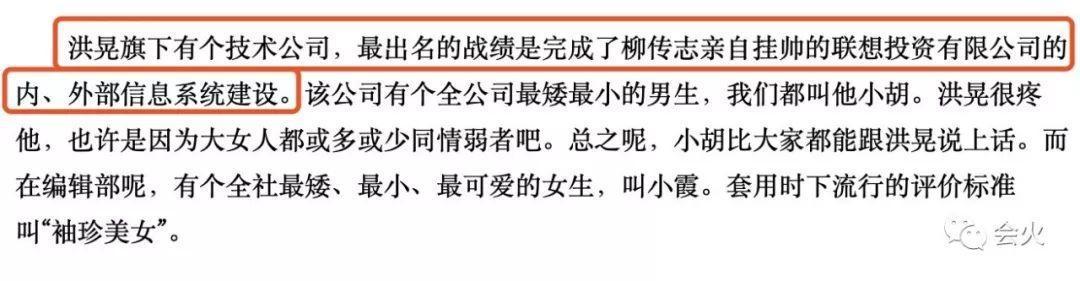 洪晃旗下有个技术公司，最出名的战绩是完成了柳传志亲自挂帅的联想投资有限公司的
内、外部信息系统建设。该公司有个全公司最矮最小的男生，我们都叫他小胡。洪晃很疼
他，也许是因为大女人都或多或少同情弱者吧。总之呢，小胡比大家都能跟洪晃说上话。而
在编辑部呢，有个全社最矮、最小、最可爱的女生，叫小霞。套用时下流行的评价标准
叫“袖珍美女”。
会火